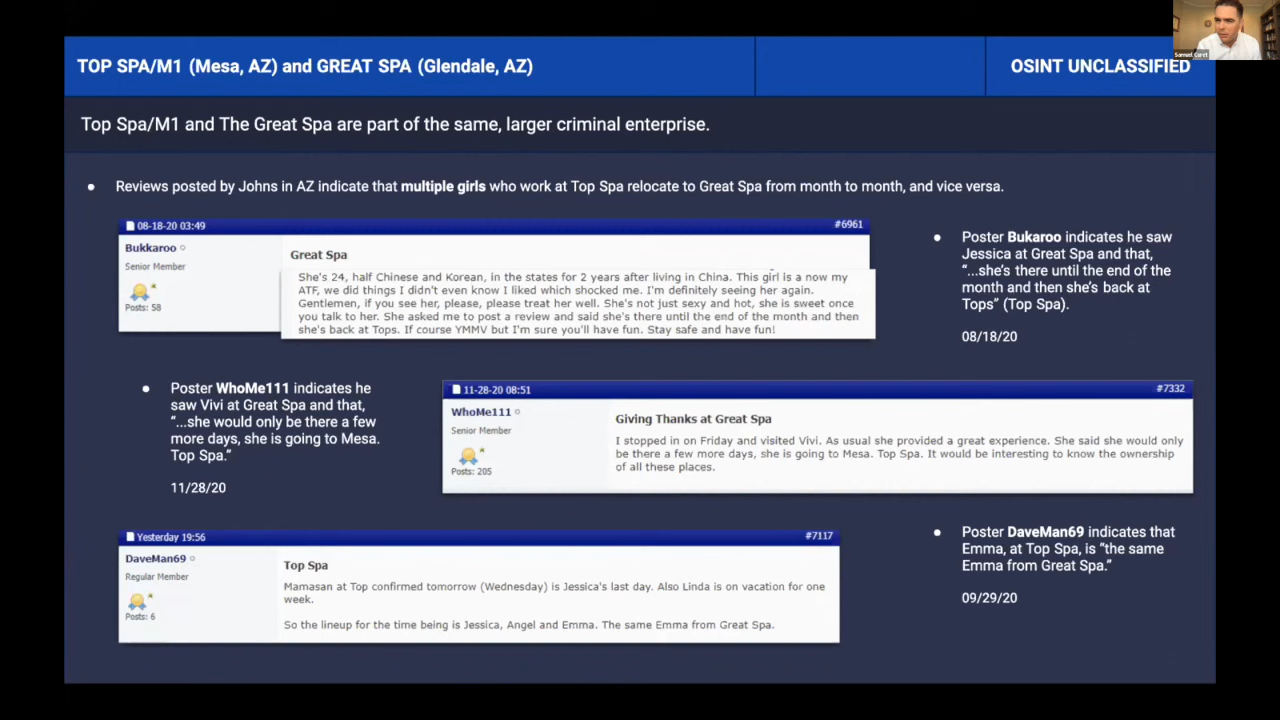 Samuel Caret
TOP SPA/M1 (Mesa, AZ) and GREAT SPA (Glendale, AZ)
OSINT UNCLASSIFIED
Top Spa/M1 and The Great Spa are part of the same, larger criminal enterprise.
● Reviews posted by Johns in AZ indicate that multiple girls who work at Top Spa relocate to Great Spa from month to month, and vice versa.
08-18-20 03:49
#6961
Bukkaroo
Senior Member
Posts: 58
Great Spa
She's 24, half Chinese and Korean, in the states for 2 years after living in China. This girl is a now my
ATF, we did things I didn't even know I liked which shocked me. I'm definitely seeing her again.
Gentlemen, if you see her, please, please treat her well. She's not just sexy and hot, she is sweet once
you talk to her. She asked me to post a review and said she's there until the end of the month and then
she's back at Tops. If course YMMV but I'm sure you'll have fun. Stay safe and have fun!
● Poster Bukaroo indicates he saw
Jessica at Great Spa and that,
“...she’s there until the end of the
month and then she’s back at
Tops” (Top Spa).
08/18/20
● Poster WhoMe111 indicates he
saw Vivi at Great Spa and that,
“...she would only be there a few
more days, she is going to Mesa.
Top Spa.”
11/28/20
11-28-20 08:51
#7332
WhoMe111
Senior Member
Posts: 205
Giving Thanks at Great Spa
I stopped in on Friday and visited Vivi. As usual she provided a great experience. She said she would only
be there a few more days, she is going to Mesa. Top Spa. It would be interesting to know the ownership
of all these places.
Yesterday 19:56
#7117
DaveMan69
Regular Member
Posts: 6
Top Spa
Mamasan at Top confirmed tomorrow (Wednesday) is Jessica's last day. Also Linda is on vacation for one
week.
So the lineup for the time being is Jessica, Angel and Emma. The same Emma from Great Spa.
● Poster DaveMan69 indicates that
Emma, at Top Spa, is “the same
Emma from Great Spa.”
09/29/20